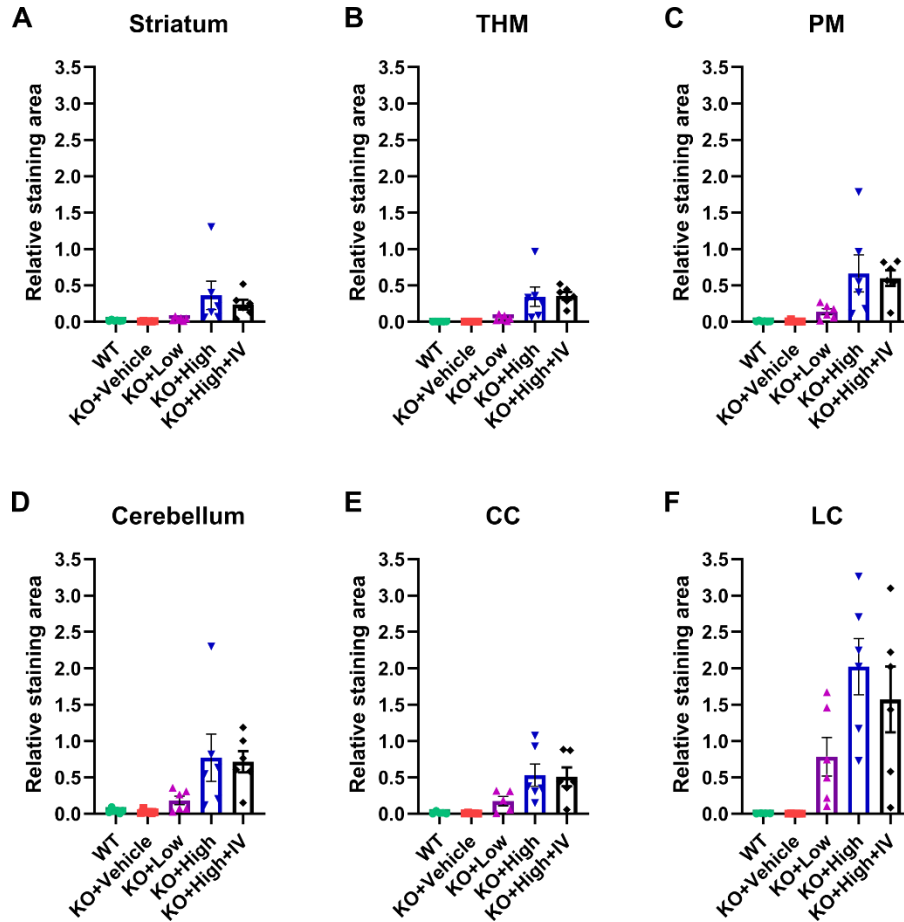 A Striatum
Relative staining area
3.5
3.0
2.5
2.0
1.5
1.0
0.5
0.0
WT
KO+Vehicle
KO+Low
KO+High
KO+High+IV
B THM
Relative staining area
3.5
3.0
2.5
2.0
1.5
1.0
0.5
0.0
WT
KO+Vehicle
KO+Low
KO+High
KO+High+IV
C PM
Relative staining area
3.5
3.0
2.5
2.0
1.5
1.0
0.5
0.0
WT
KO+Vehicle
KO+Low
KO+High
KO+High+IV
D Cerebellum
Relative staining area
3.5
3.0
2.5
2.0
1.5
1.0
0.5
0.0
WT
KO+Vehicle
KO+Low
KO+High
KO+High+IV
E CC
Relative staining area
3.5
3.0
2.5
2.0
1.5
1.0
0.5
0.0
WT
KO+Vehicle
KO+Low
KO+High
KO+High+IV
F LC
Relative staining area
3.5
3.0
2.5
2.0
1.5
1.0
0.5
0.0
WT
KO+Vehicle
KO+Low
KO+High
KO+High+IV